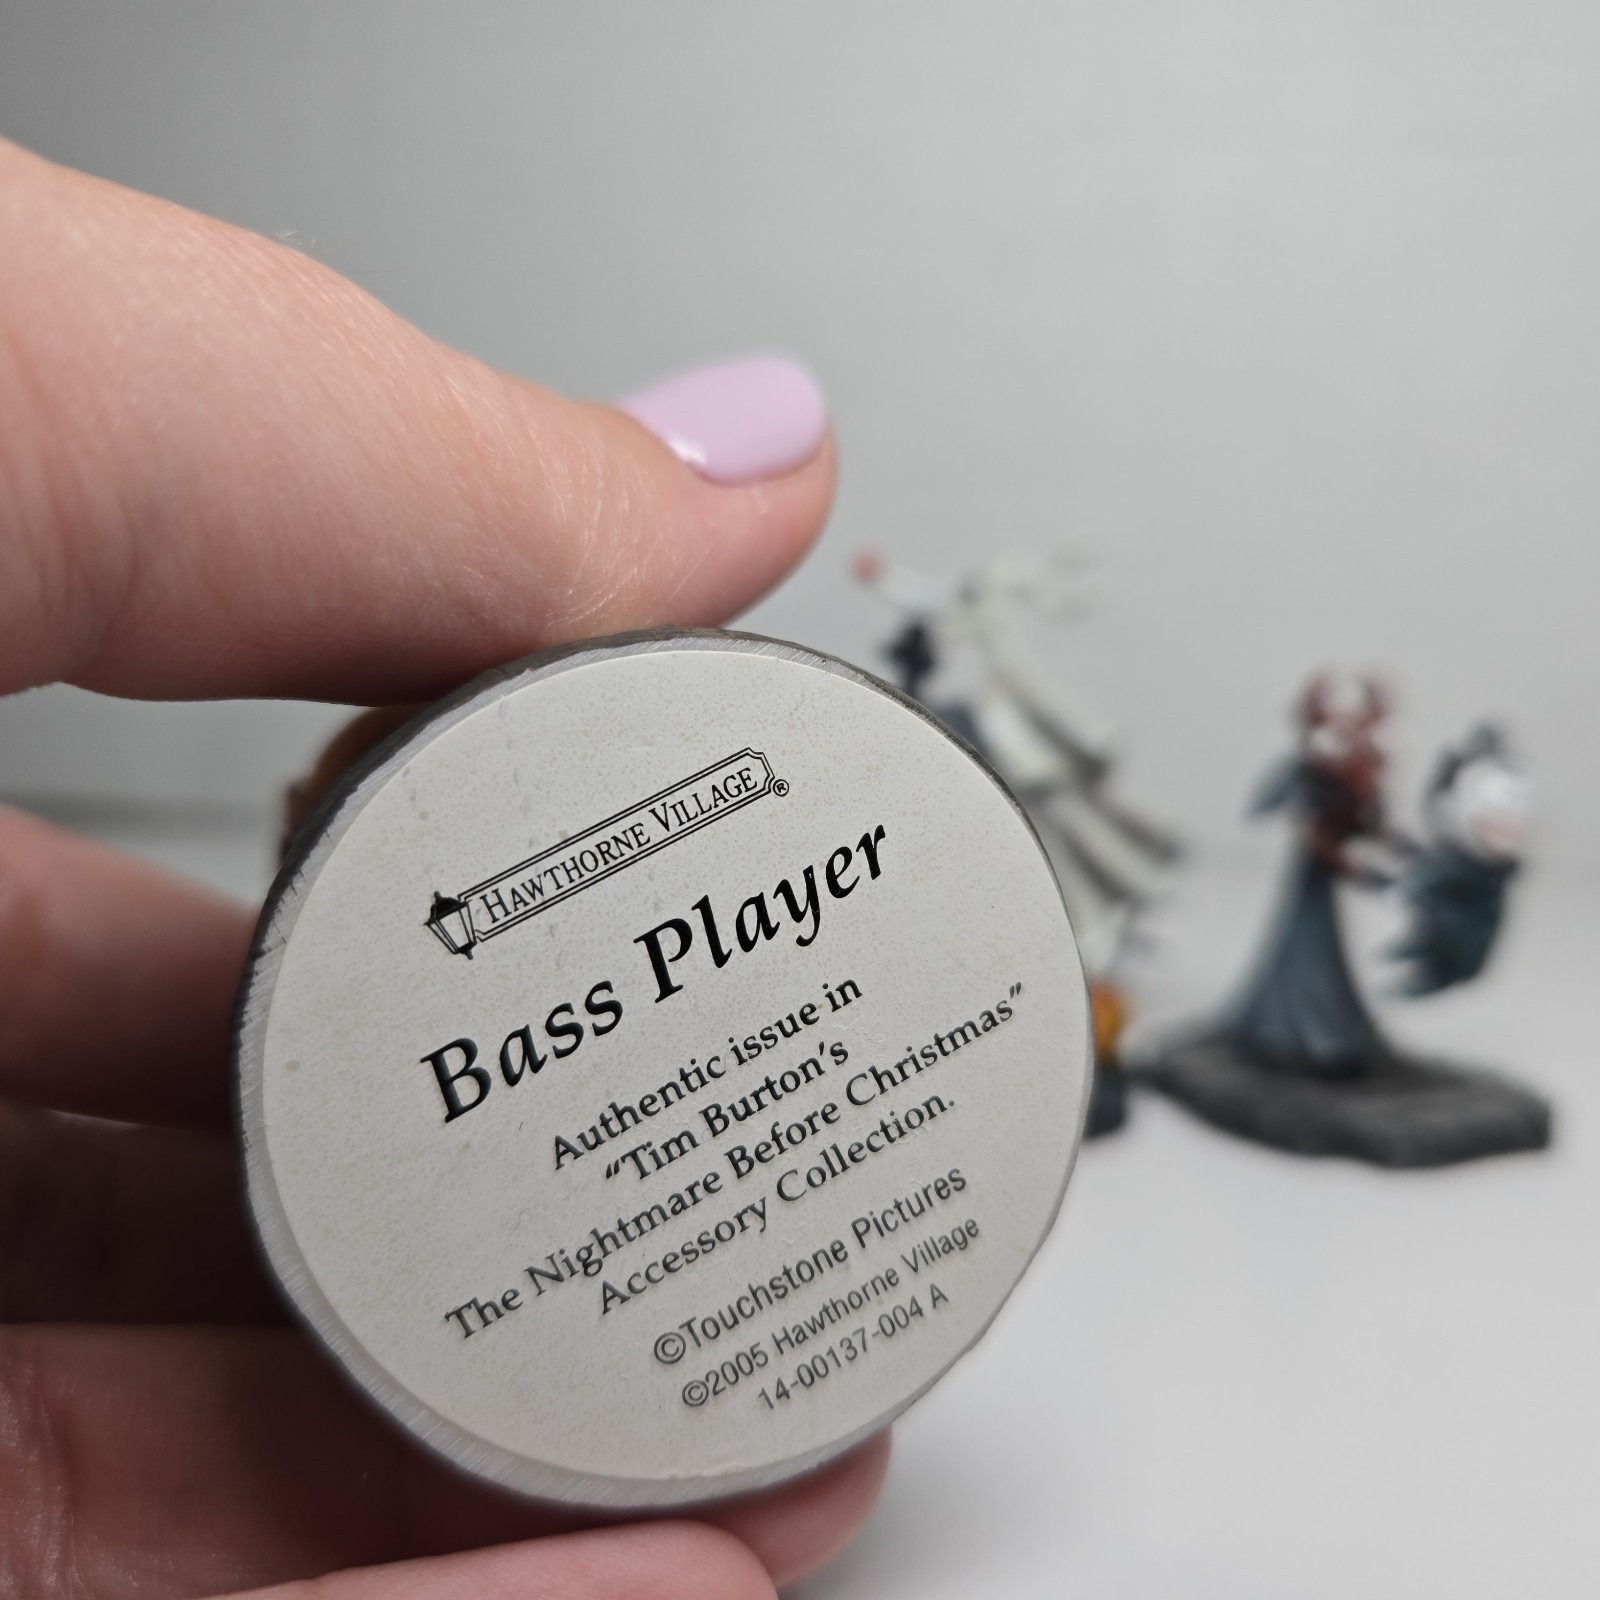 HAWTHORNE VILLAGE®
Bass Player
Authentic issue in
“Tim Burton’s
The Nightmare Before Christmas”
Accessory Collection.
©Touchstone Pictures
©2005 Hawthorne Village
14-00137-004 A